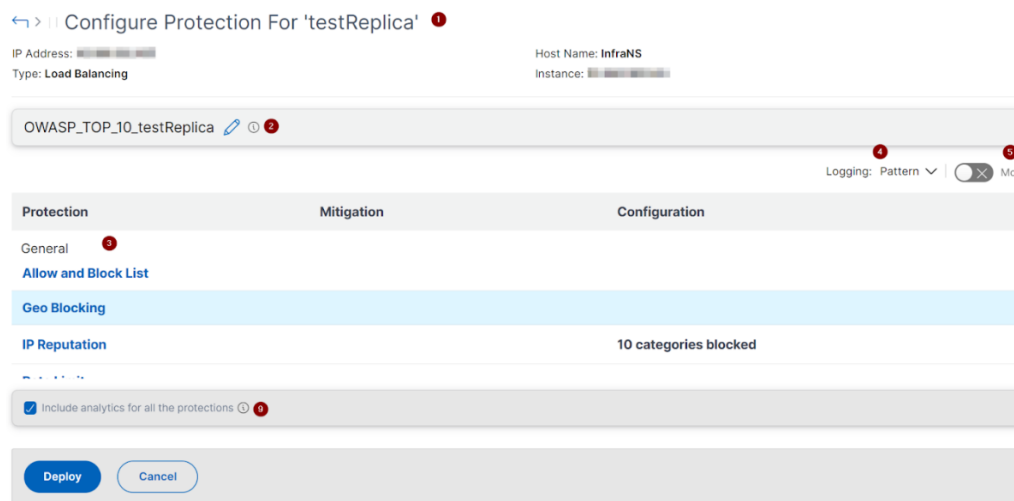 Configure Protection For 'testReplica' 1
IP Address:
Host Name: InfraNS
Type: Load Balancing
Instance:
OWASP_TOP_10_testReplica 2
4 5
Logging: Pattern
Protection Mitigation Configuration
General 3
Allow and Block List
Geo Blocking
IP Reputation 10 categories blocked
Include analytics for all the protections 9
Deploy Cancel